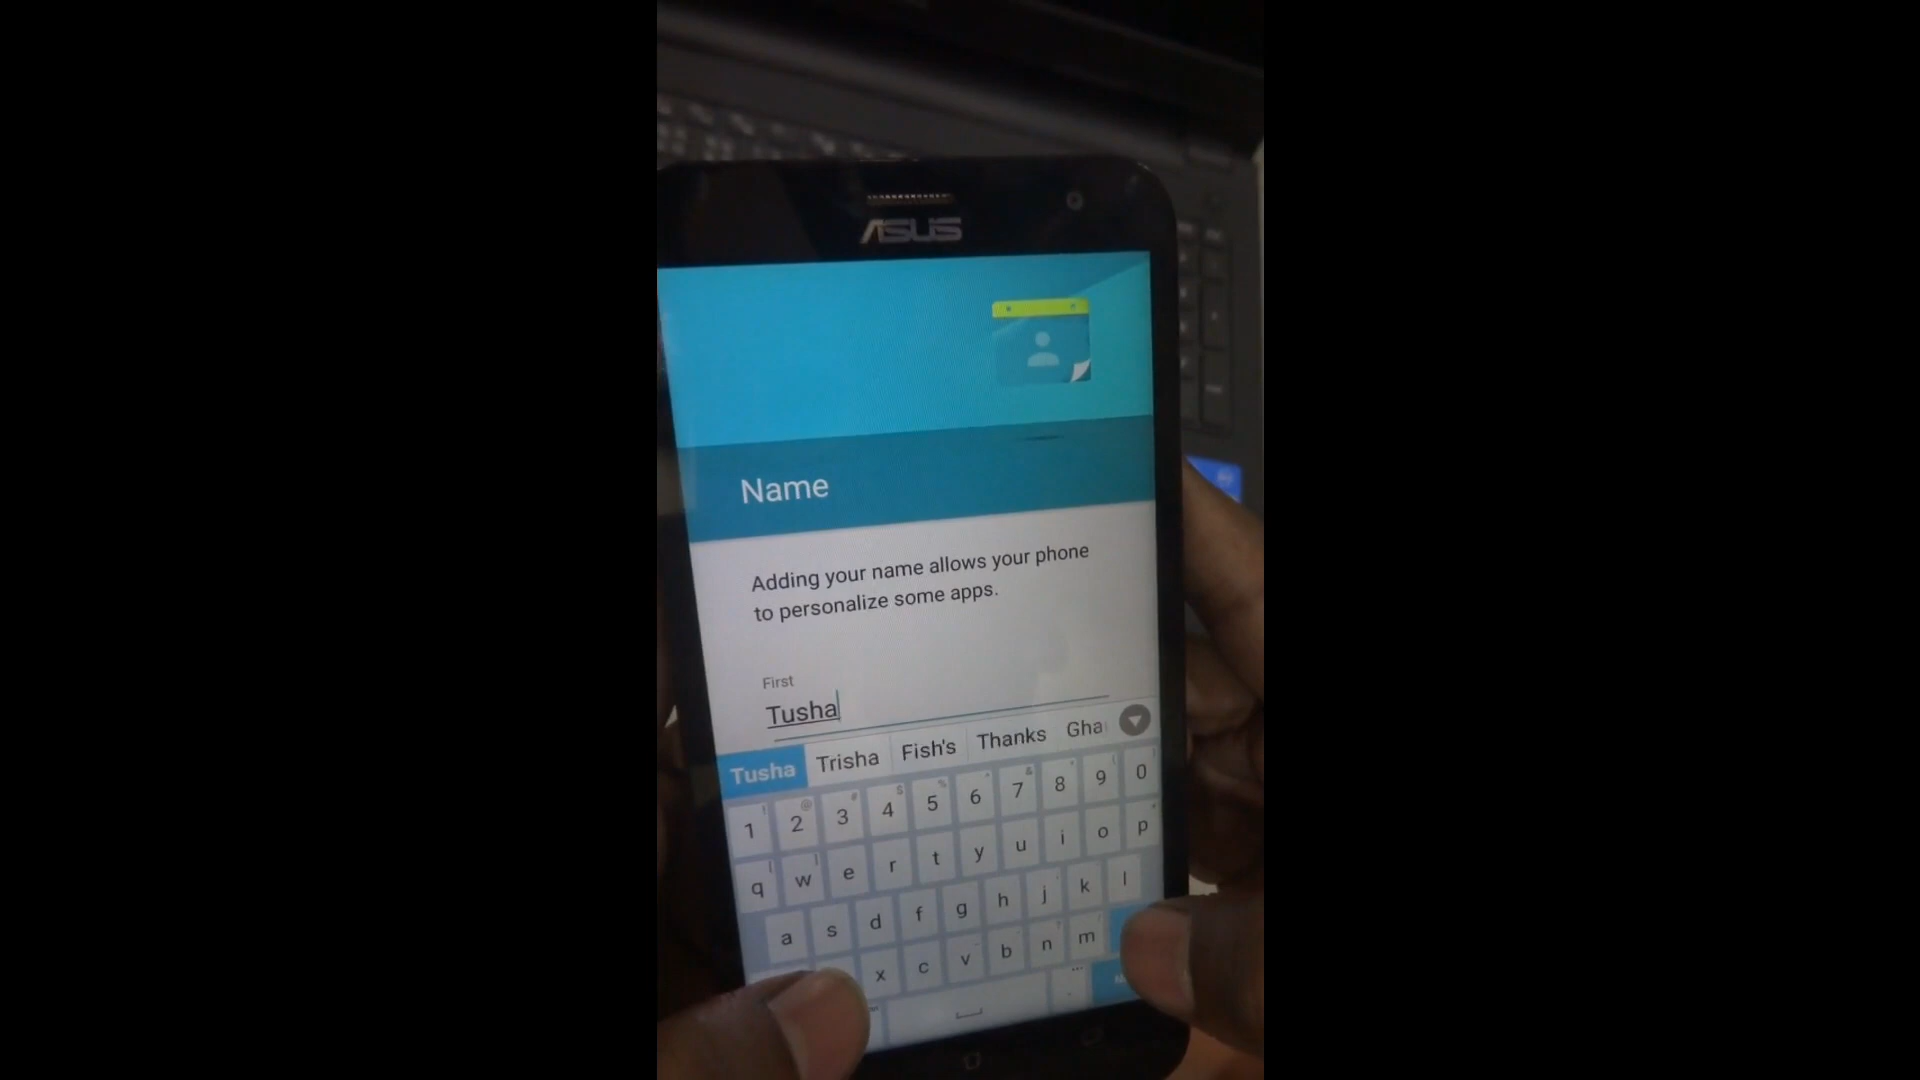 ASUS
Name
Adding your name allows your phone
to personalize some apps.
First
Tusha
Tusha Trisha Fish's Thanks Gha
1 2 3 4 5 6 7 8 9 0
q w e r t y u i o p
a s d f g h j k l
x c v b n m